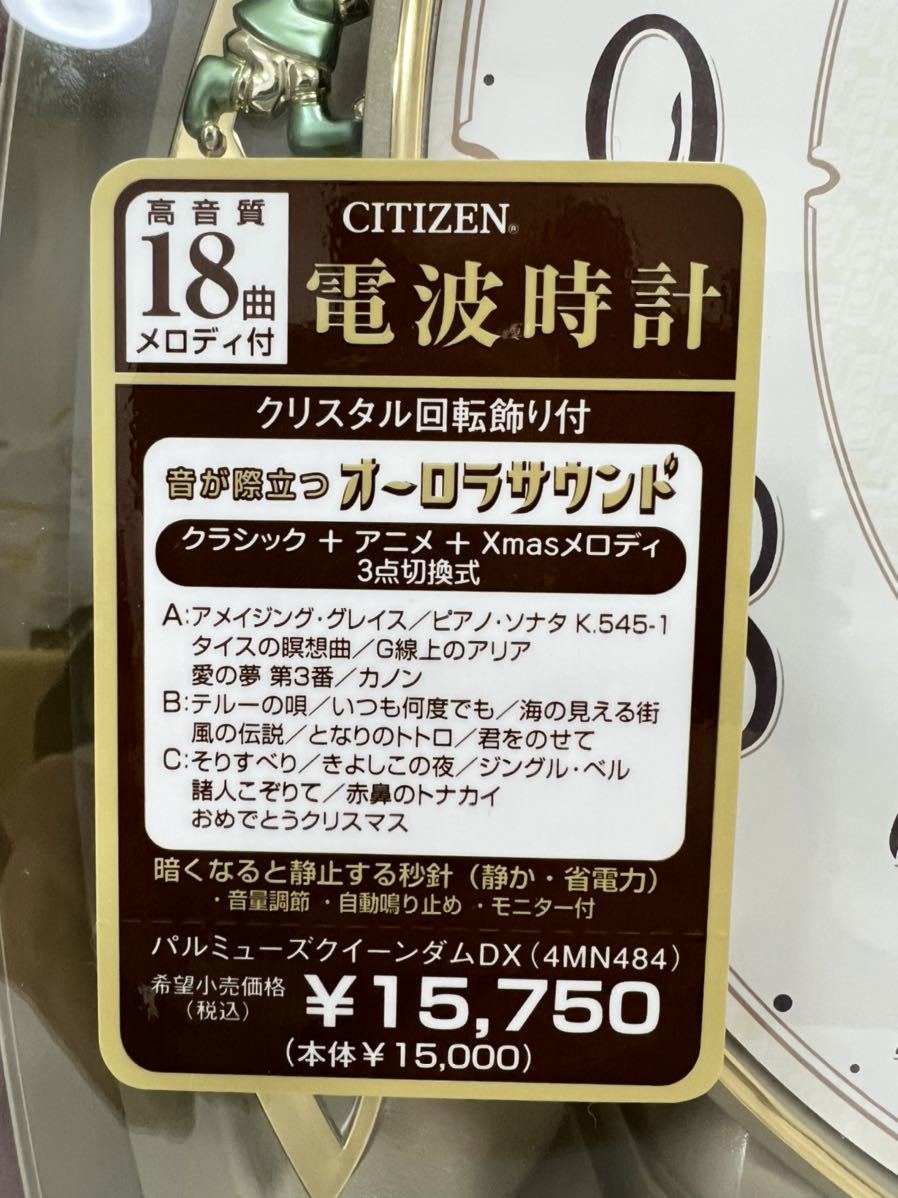 高音質
18曲
メロディ付
CITIZEN®
電波時計
クリスタル回転飾り付
音が際立つ オーロラサウンド
クラシック + アニメ + Xmasメロディ
3点切換式
A:アメイジング・グレイス/ピアノ・ソナタ K.545-1
タイスの瞑想曲/G線上のアリア
愛の夢 第3番/カノン
B:テルーの唄/いつも何度でも/海の見える街
風の伝説/となりのトトロ/君をのせて
C:そりすべり/きよしこの夜/ジングル・ベル
諸人こぞりて/赤鼻のトナカイ
おめでとうクリスマス
暗くなると静止する秒針(静か・省電力)
・音量調節 ・自動鳴り止め ・モニター付
パルミューズクイーンダムDX(4MN484)
希望小売価格
(税込)
¥15,750
(本体¥15,000)